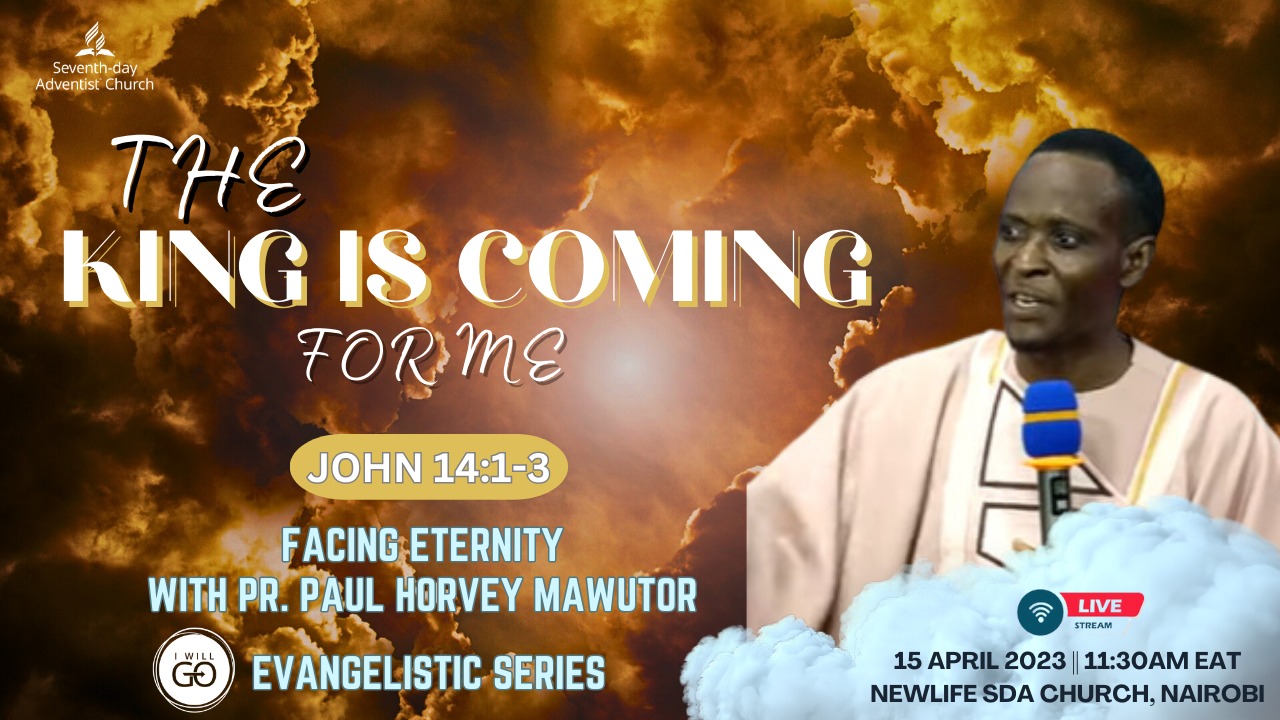 Seventh-day
Adventist Church
THE
KING IS COMING
FOR ME
JOHN 14:1-3
FACING ETERNITY
WITH PR. PAUL HORVEY MAWUTOR
I WILL
GO
EVANGELISTIC SERIES
LIVE
STREAM
15 APRIL 2023 || 11:30AM EAT
NEWLIFE SDA CHURCH, NAIROBI